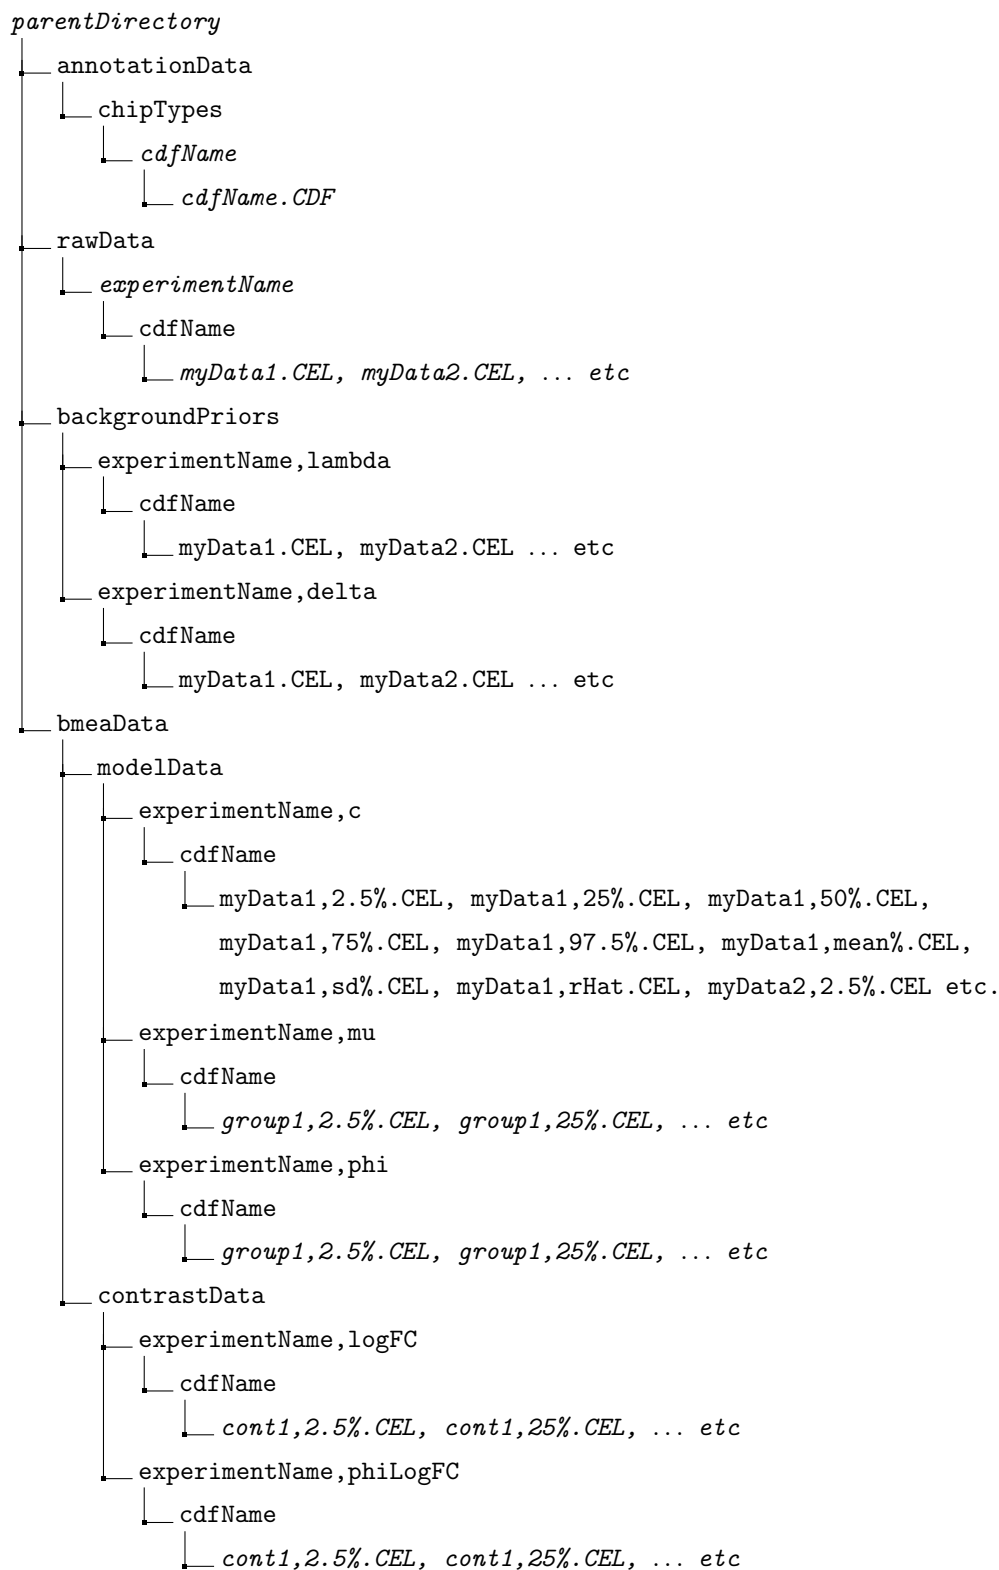 parentDirectory
annotationData
chipTypes
cdfName
cdfName.CDF
rawData
experimentName
cdfName
myData1.CEL, myData2.CEL, ... etc
backgroundPriors
experimentName,lambda
cdfName
myData1.CEL, myData2.CEL ... etc
experimentName,delta
cdfName
myData1.CEL, myData2.CEL ... etc
bmeaData
modelData
experimentName,c
cdfName
myData1,2.5%.CEL, myData1,25%.CEL, myData1,50%.CEL,
myData1,75%.CEL, myData1,97.5%.CEL, myData1,mean%.CEL,
myData1,sd%.CEL, myData1,rHat.CEL, myData2,2.5%.CEL etc.
experimentName,mu
cdfName
group1,2.5%.CEL, group1,25%.CEL, ... etc
experimentName,phi
cdfName
group1,2.5%.CEL, group1,25%.CEL, ... etc
contrastData
experimentName,logFC
cdfName
cont1,2.5%.CEL, cont1,25%.CEL, ... etc
experimentName,phiLogFC
cdfName
cont1,2.5%.CEL, cont1,25%.CEL, ... etc